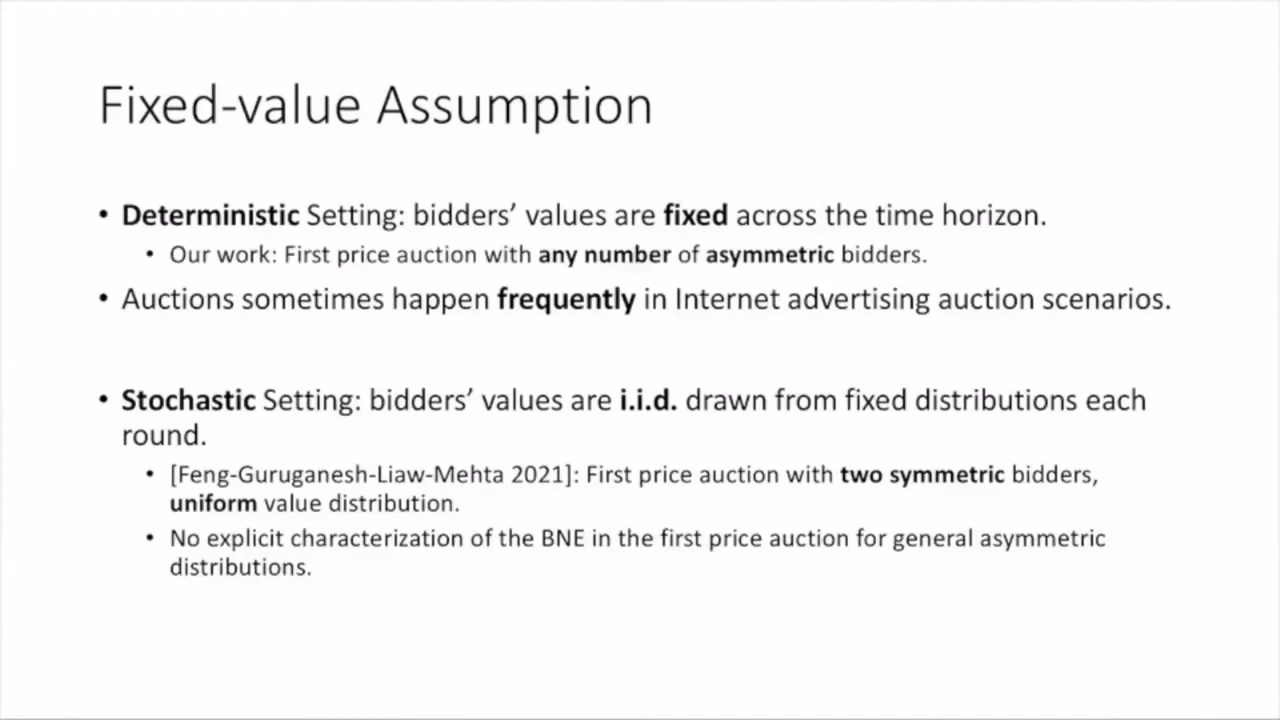 Fixed-value Assumption
• Deterministic Setting: bidders’ values are fixed across the time horizon.
• Our work: First price auction with any number of asymmetric bidders.
• Auctions sometimes happen frequently in Internet advertising auction scenarios.
• Stochastic Setting: bidders’ values are i.i.d. drawn from fixed distributions each
round.
• [Feng-Guruganesh-Liaw-Mehta 2021]: First price auction with two symmetric bidders,
uniform value distribution.
• No explicit characterization of the BNE in the first price auction for general asymmetric
distributions.